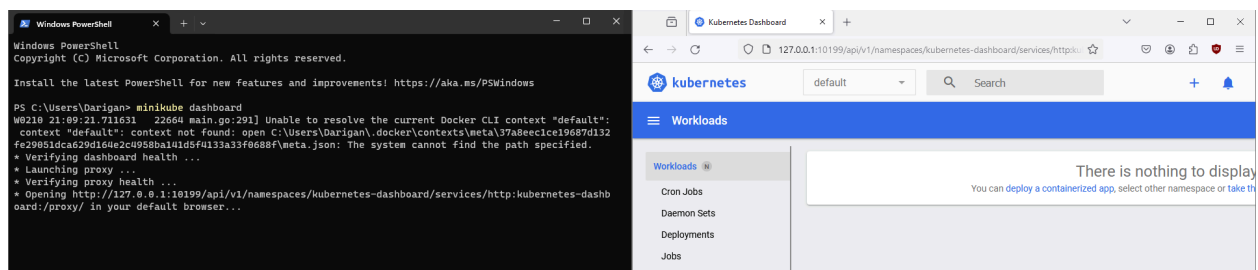 Windows PowerShell
Windows PowerShell
Copyright (C) Microsoft Corporation. All rights reserved.
Install the latest PowerShell for new features and improvements! https://aka.ms/PSWindows
PS C:\Users\Darigan> minikube dashboard
W0210 21:09:21.711631   22664 main.go:291] Unable to resolve the current Docker CLI context "default":
 context "default": context not found: open C:\Users\Darigan\.docker\contexts\meta\37a8eec1ce19687d132
fe29051dca629d164e2c4958ba141d5f4133a33f0688f\meta.json: The system cannot find the path specified.
* Verifying dashboard health ...
* Launching proxy ...
* Verifying proxy health ...
* Opening http://127.0.0.1:10199/api/v1/namespaces/kubernetes-dashboard/services/http:kubernetes-dashb
oard:/proxy/ in your default browser...
Kubernetes Dashboard
127.0.0.1:10199/api/v1/namespaces/kubernetes-dashboard/services/http:ku
kubernetes
default
Search
Workloads
Workloads N
Cron Jobs
Daemon Sets
Deployments
Jobs
There is nothing to display
You can deploy a containerized app, select other namespace or take th